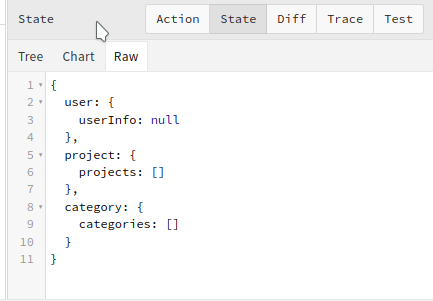 State Action State Diff Trace Test
Tree Chart Raw
1 {
2 user: {
3 userInfo: null
4 },
5 project: {
6 projects: []
7 },
8 category: {
9 categories: []
10 }
11 }